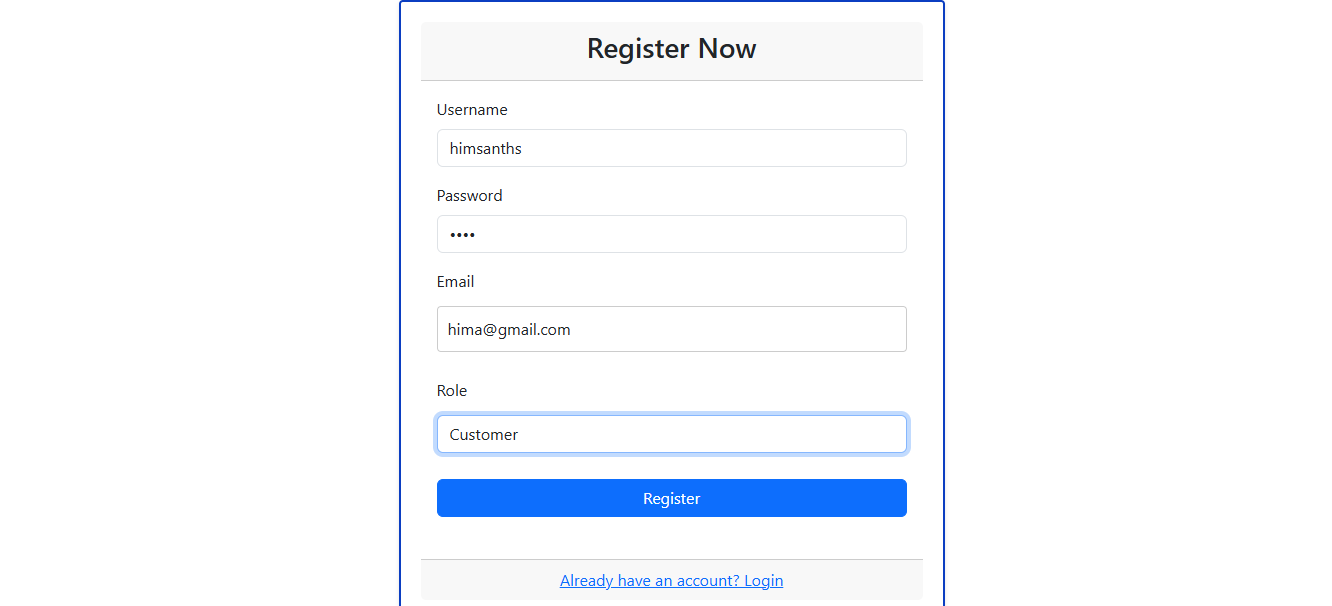 Register Now
Username
himsanths
Password
••••
Email
hima@gmail.com
Role
Customer
Register
Already have an account? Login